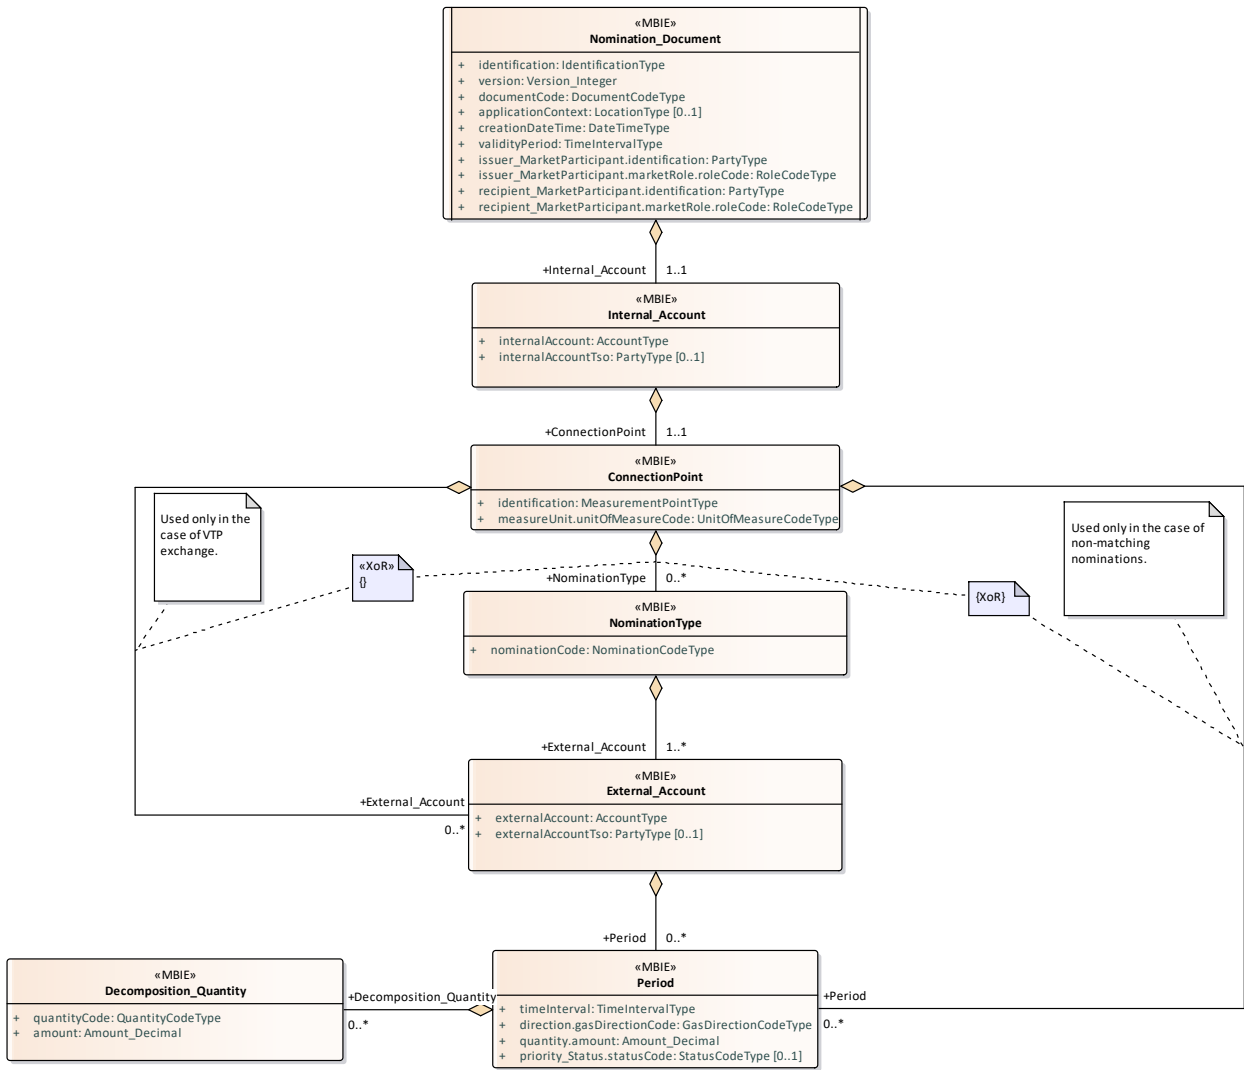 «MBIE»
Nomination_Document
+ identification: IdentificationType
+ version: Version_Integer
+ documentCode: DocumentCodeType
+ applicationContext: LocationType [0..1]
+ creationDateTime: DateTimeType
+ validityPeriod: TimeIntervalType
+ issuer_MarketParticipant.identification: PartyType
+ issuer_MarketParticipant.marketRole.roleCode: RoleCodeType
+ recipient_MarketParticipant.identification: PartyType
+ recipient_MarketParticipant.marketRole.roleCode: RoleCodeType
+Internal_Account 1..1
«MBIE»
Internal_Account
+ internalAccount: AccountType
+ internalAccountTso: PartyType [0..1]
+ConnectionPoint 1..1
«MBIE»
ConnectionPoint
+ identification: MeasurementPointType
+ measureUnit.unitOfMeasureCode: UnitOfMeasureCodeType
Used only in the
case of VTP
exchange.
«XoR»
{}
Used only in the case of
non-matching
nominations.
{XoR}
+NominationType 0..*
«MBIE»
NominationType
+ nominationCode: NominationCodeType
+External_Account 1..*
«MBIE»
External_Account
+ externalAccount: AccountType
+ externalAccountTso: PartyType [0..1]
+External_Account
0..*
+Period 0..*
«MBIE»
Period
+ timeInterval: TimeIntervalType
+ direction.gasDirectionCode: GasDirectionCodeType
+ quantity.amount: Amount_Decimal
+ priority_Status.statusCode: StatusCodeType [0..1]
+Period
0..*
+Decomposition_Quantity
0..*
«MBIE»
Decomposition_Quantity
+ quantityCode: QuantityCodeType
+ amount: Amount_Decimal